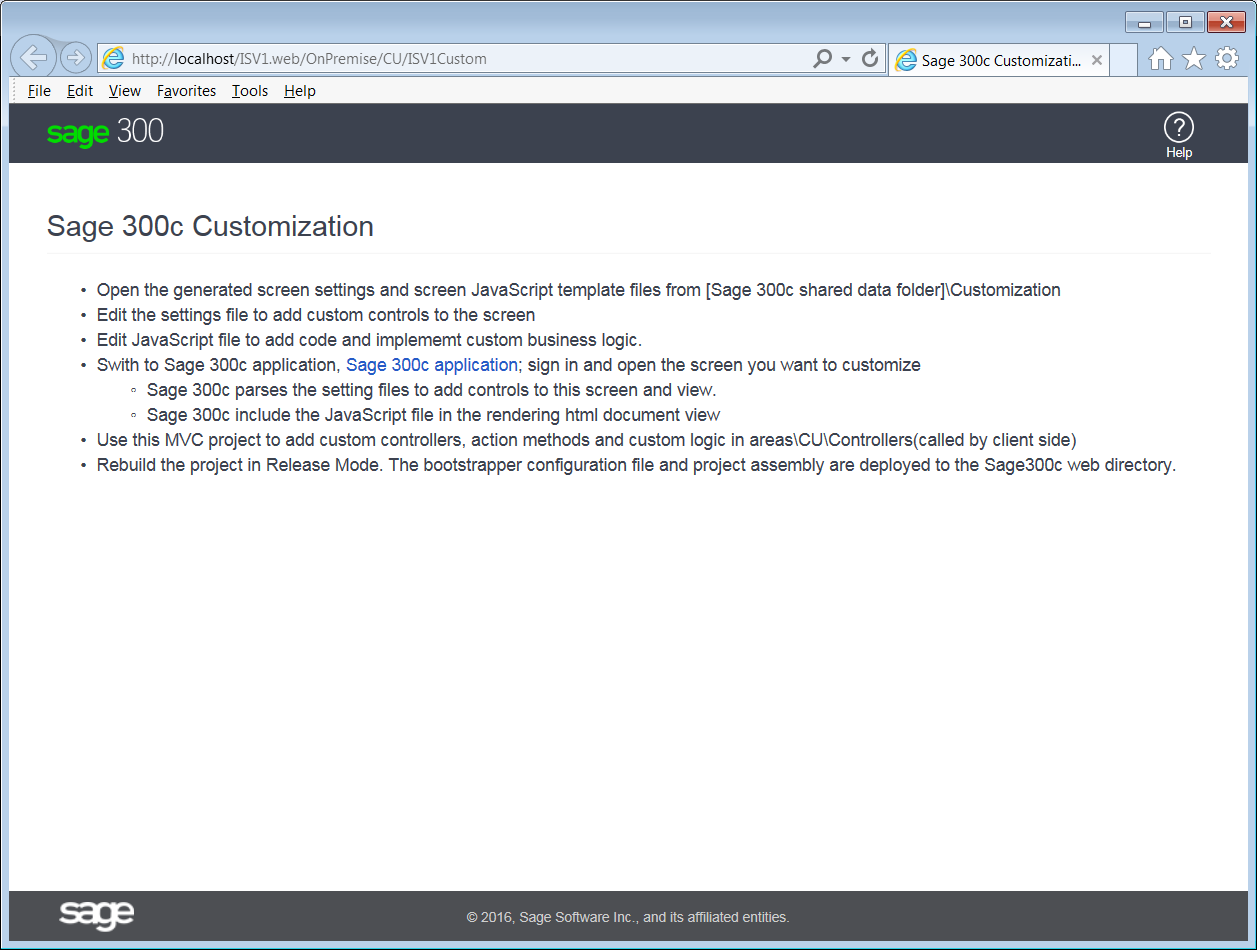 http://localhost/ISV1.web/OnPremise/CU/ISV1Custom
Sage 300c Customizati...
File Edit View Favorites Tools Help
sage 300
?
Help
Sage 300c Customization
• Open the generated screen settings and screen JavaScript template files from [Sage 300c shared data folder]\Customization
• Edit the settings file to add custom controls to the screen
• Edit JavaScript file to add code and implememt custom business logic.
• Swith to Sage 300c application, Sage 300c application; sign in and open the screen you want to customize
◦ Sage 300c parses the setting files to add controls to this screen and view.
◦ Sage 300c include the JavaScript file in the rendering html document view
• Use this MVC project to add custom controllers, action methods and custom logic in areas\CU\Controllers(called by client side)
• Rebuild the project in Release Mode. The bootstrapper configuration file and project assembly are deployed to the Sage300c web directory.
sage
© 2016, Sage Software Inc., and its affiliated entities.